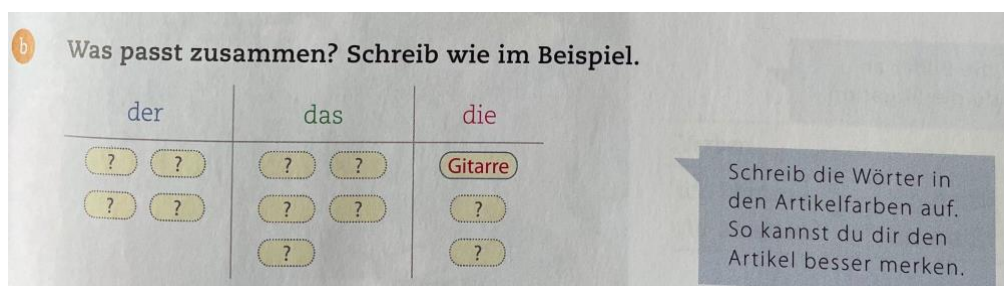 b Was passt zusammen? Schreib wie im Beispiel.
der das die
? ? ? ? Gitarre
? ? ? ? ?
? ?
Schreib die Wörter in
den Artikelfarben auf.
So kannst du dir den
Artikel besser merken.